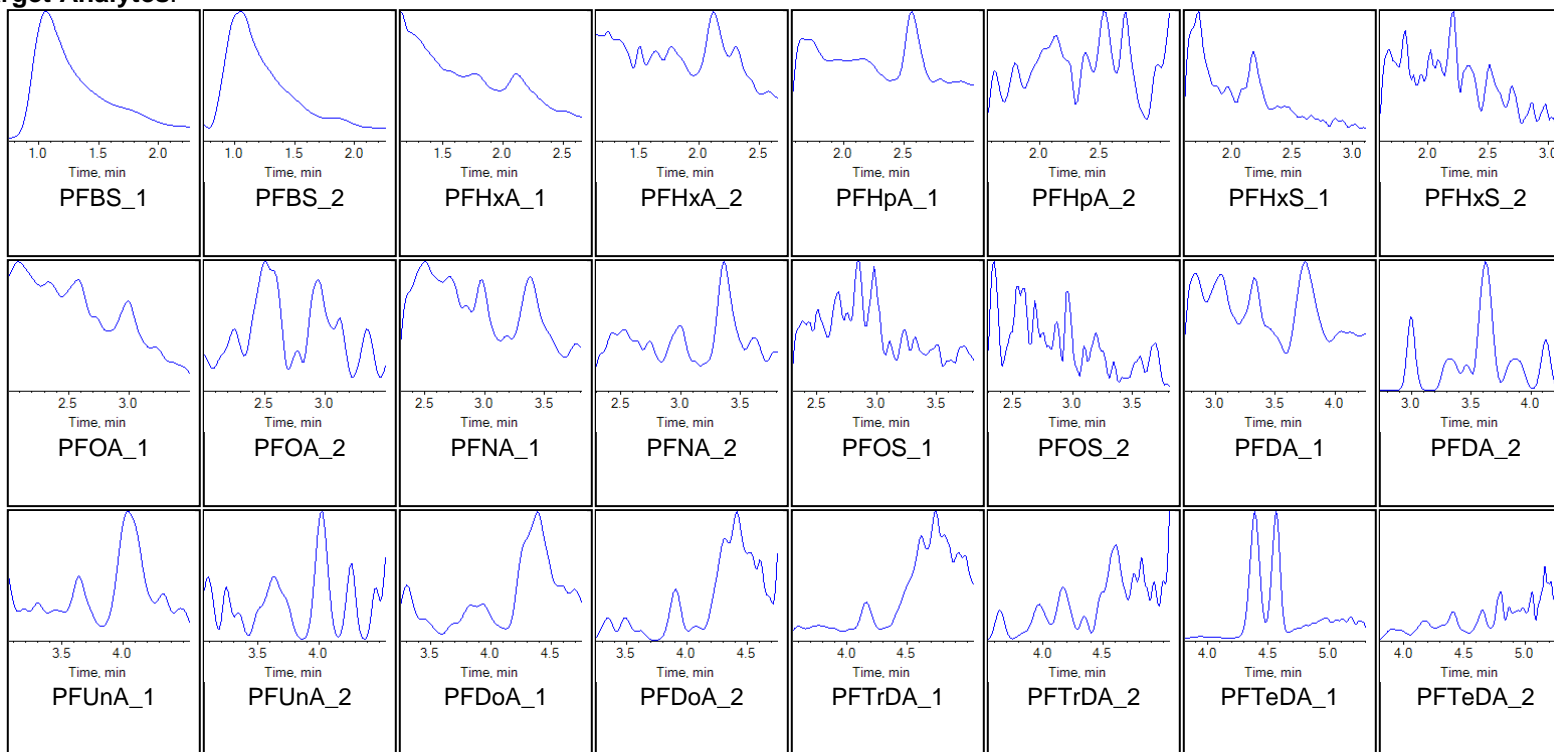 rget Analytes:
1.0 1.5 2.0 1.0 1.5 2.0 1.5 2.0 2.5 1.5 2.0 2.5 2.0 2.5 2.0 2.5 2.0 2.5 3.0 2.0 2.5 3.0
Time, min Time, min Time, min Time, min Time, min Time, min Time, min Time, min
PFBS_1 PFBS_2 PFHxA_1 PFHxA_2 PFHpA_1 PFHpA_2 PFHxS_1 PFHxS_2
2.5 3.0 2.5 3.0 2.5 3.0 3.5 2.5 3.0 3.5 2.5 3.0 3.5 2.5 3.0 3.5 3.0 3.5 4.0 3.0 3.5 4.0
Time, min Time, min Time, min Time, min Time, min Time, min Time, min Time, min
PFOA_1 PFOA_2 PFNA_1 PFNA_2 PFOS_1 PFOS_2 PFDA_1 PFDA_2
3.5 4.0 3.5 4.0 3.5 4.0 4.5 3.5 4.0 4.5 4.0 4.5 4.0 4.5 4.0 4.5 5.0 4.0 4.5 5.0
Time, min Time, min Time, min Time, min Time, min Time, min Time, min Time, min
PFUnA_1 PFUnA_2 PFDoA_1 PFDoA_2 PFTrDA_1 PFTrDA_2 PFTeDA_1 PFTeDA_2